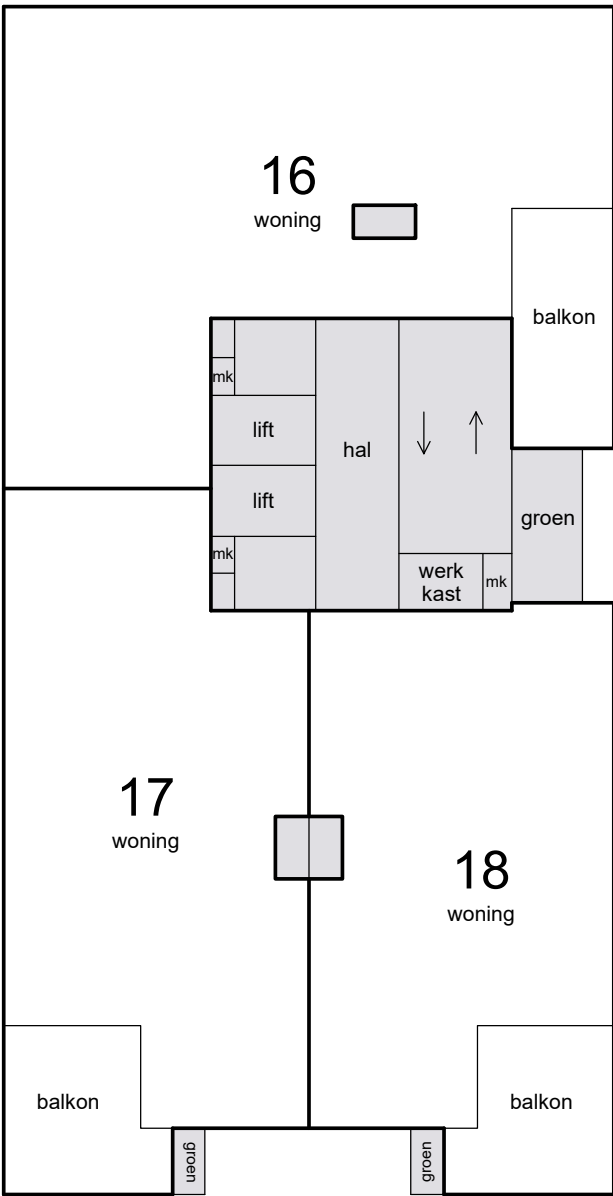 16
woning
balkon
mk
lift
hal
lift
groen
mk
werk
kast
mk
17
woning
18
woning
balkon
balkon
groen
groen